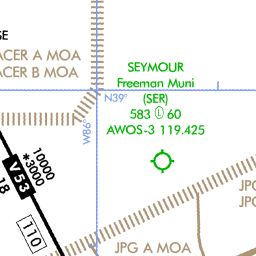 SE
ACER A MOA
ACER B MOA
SEYMOUR
Freeman Muni
(SER)
583 Ⓛ 60
AWOS-3 119.425
N39°
W86°
10000
*3000
V 53
18
110
JPG A MOA
JPG
JPG